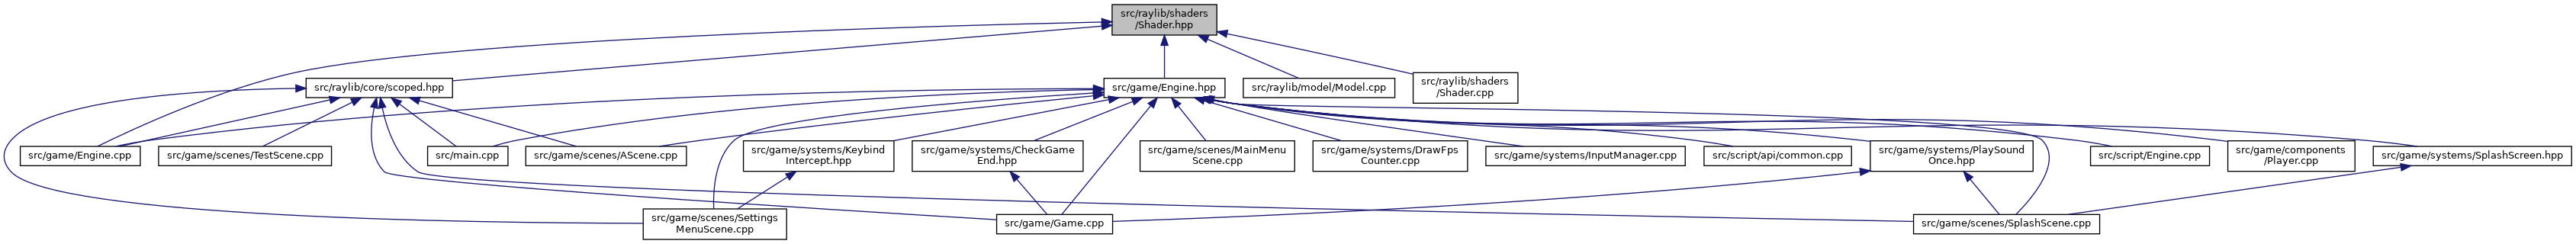 src/raylib/shaders
/Shader.hpp
src/raylib/core/scoped.hpp
src/game/Engine.hpp
src/raylib/model/Model.cpp
src/raylib/shaders
/Shader.cpp
src/game/Engine.cpp
src/game/scenes/TestScene.cpp
src/main.cpp
src/game/scenes/AScene.cpp
src/game/systems/Keybind
Intercept.hpp
src/game/systems/CheckGame
End.hpp
src/game/scenes/MainMenu
Scene.cpp
src/game/systems/DrawFps
Counter.cpp
src/game/systems/InputManager.cpp
src/script/api/common.cpp
src/game/systems/PlaySound
Once.hpp
src/script/Engine.cpp
src/game/components
/Player.cpp
src/game/systems/SplashScreen.hpp
src/game/scenes/Settings
MenuScene.cpp
src/game/Game.cpp
src/game/scenes/SplashScene.cpp